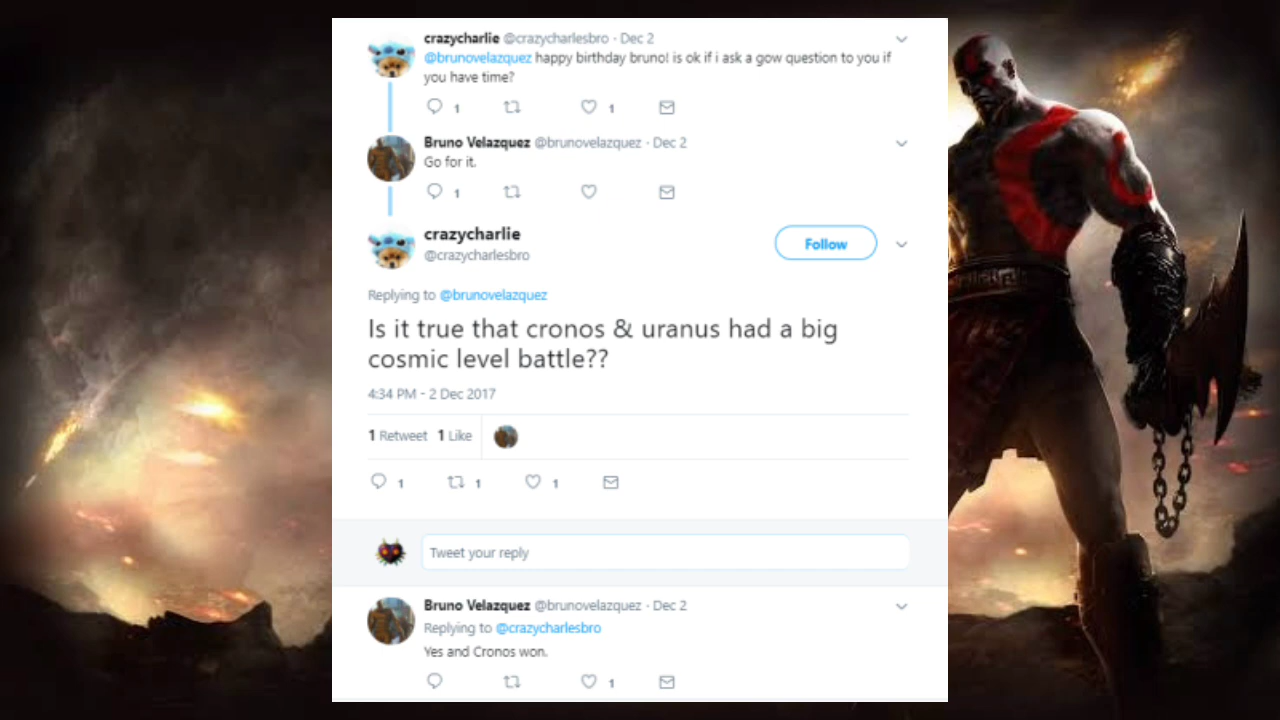 crazycharlie @crazycharlesbro · Dec 2
@brunovelazquez happy birthday bruno! is ok if i ask a gow question to you if
you have time?
1 1
Bruno Velazquez @brunovelazquez · Dec 2
Go for it.
1
crazycharlie
@crazycharlesbro
Follow
Replying to @brunovelazquez
Is it true that cronos & uranus had a big
cosmic level battle??
4:34 PM - 2 Dec 2017
1 Retweet 1 Like
1 1 1
Tweet your reply
Bruno Velazquez @brunovelazquez · Dec 2
Replying to @crazycharlesbro
Yes and Cronos won.
1